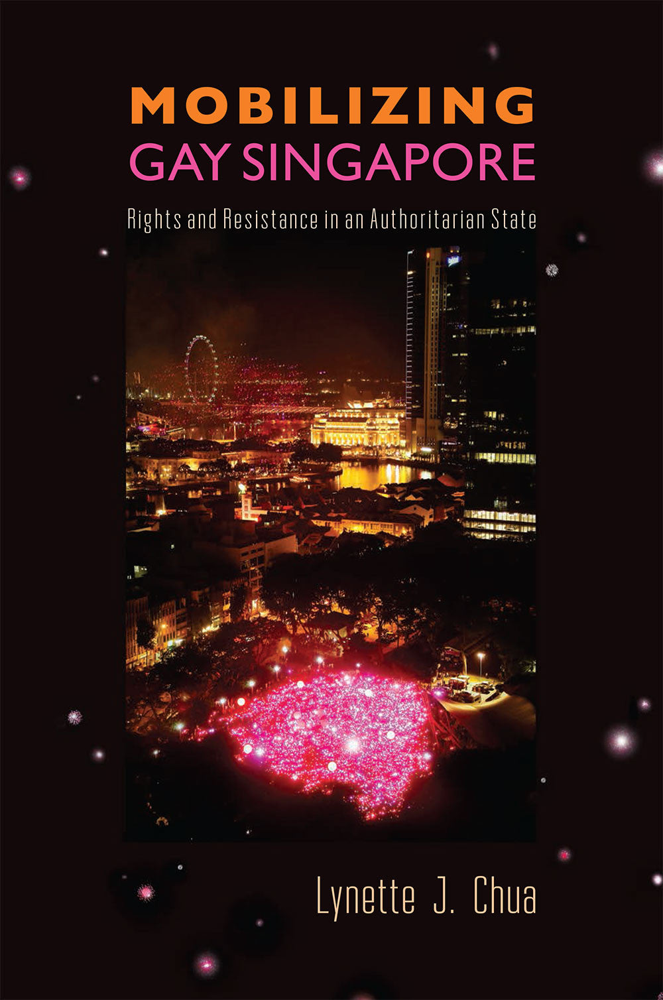 MOBILIZING
GAY SINGAPORE
Rights and Resistance in an Authoritarian State
Lynette J. Chua